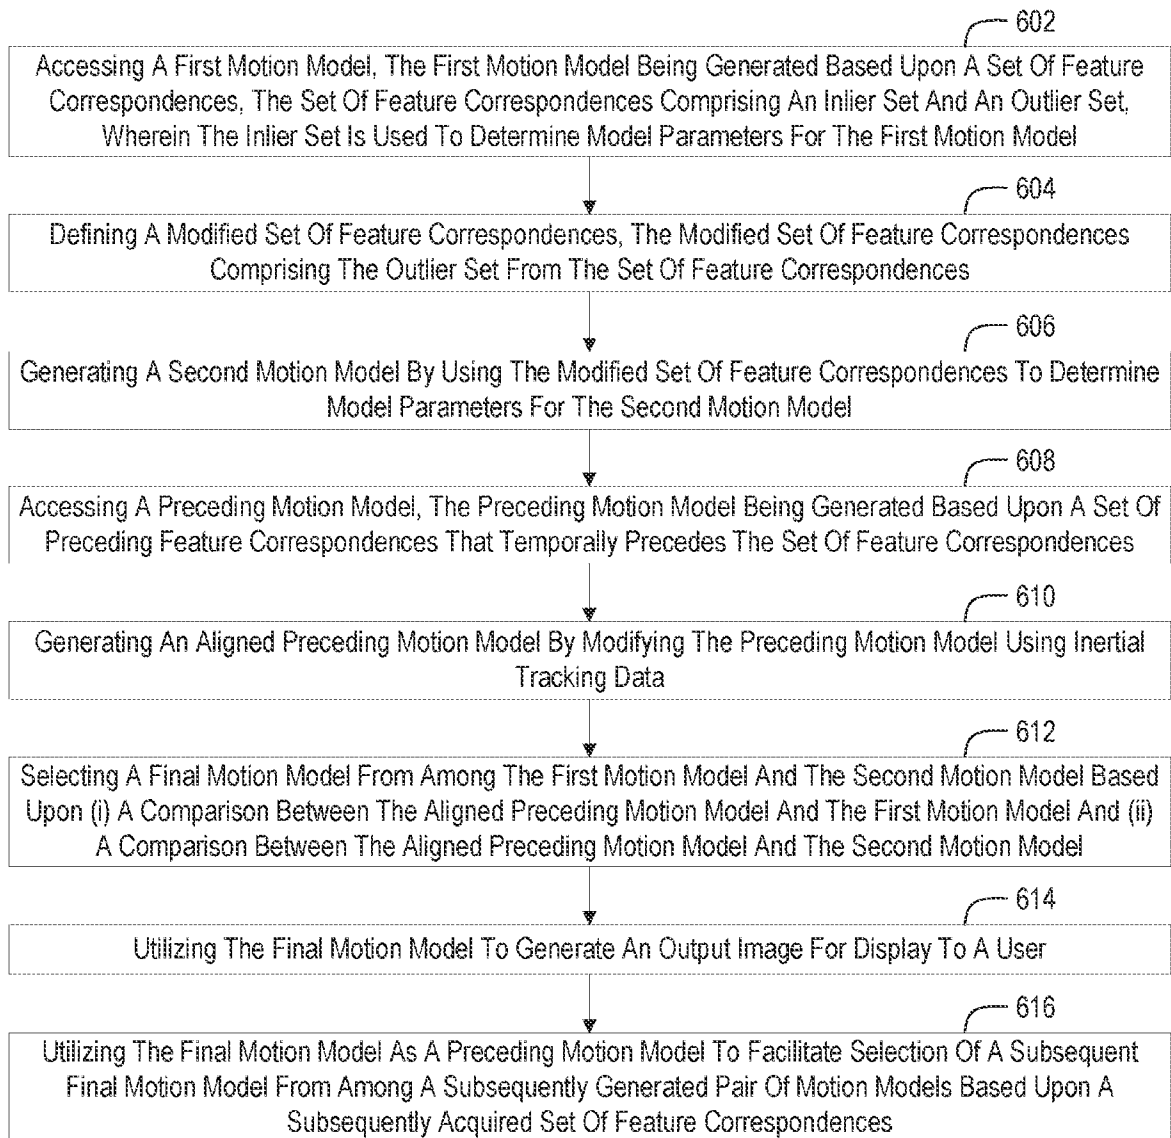 602
Accessing A First Motion Model, The First Motion Model Being Generated Based Upon A Set Of Feature
Correspondences, The Set Of Feature Correspondences Comprising An Inlier Set And An Outlier Set,
Wherein The Inlier Set Is Used To Determine Model Parameters For The First Motion Model
604
Defining A Modified Set Of Feature Correspondences, The Modified Set Of Feature Correspondences
Comprising The Outlier Set From The Set Of Feature Correspondences
606
Generating A Second Motion Model By Using The Modified Set Of Feature Correspondences To Determine
Model Parameters For The Second Motion Model
608
Accessing A Preceding Motion Model, The Preceding Motion Model Being Generated Based Upon A Set Of
Preceding Feature Correspondences That Temporally Precedes The Set Of Feature Correspondences
610
Generating An Aligned Preceding Motion Model By Modifying The Preceding Motion Model Using Inertial
Tracking Data
612
Selecting A Final Motion Model From Among The First Motion Model And The Second Motion Model Based
Upon (i) A Comparison Between The Aligned Preceding Motion Model And The First Motion Model And (ii)
A Comparison Between The Aligned Preceding Motion Model And The Second Motion Model
614
Utilizing The Final Motion Model To Generate An Output Image For Display To A User
616
Utilizing The Final Motion Model As A Preceding Motion Model To Facilitate Selection Of A Subsequent
Final Motion Model From Among A Subsequently Generated Pair Of Motion Models Based Upon A
Subsequently Acquired Set Of Feature Correspondences